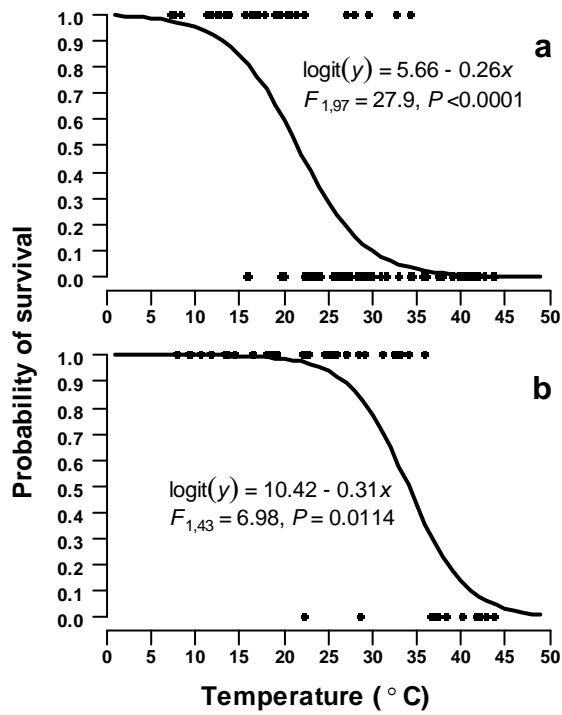 Probability of survival
1.0
0.9
0.8
0.7
0.6
0.5
0.4
0.3
0.2
0.1
0.0
a
logit(y) = 5.66 - 0.26x
F1,97 = 27.9, P <0.0001
0 5 10 15 20 25 30 35 40 45 50
1.0
0.9
0.8
0.7
0.6
0.5
0.4
0.3
0.2
0.1
0.0
b
logit(y) = 10.42 - 0.31x
F1,43 = 6.98, P = 0.0114
0 5 10 15 20 25 30 35 40 45 50
Temperature (°C)